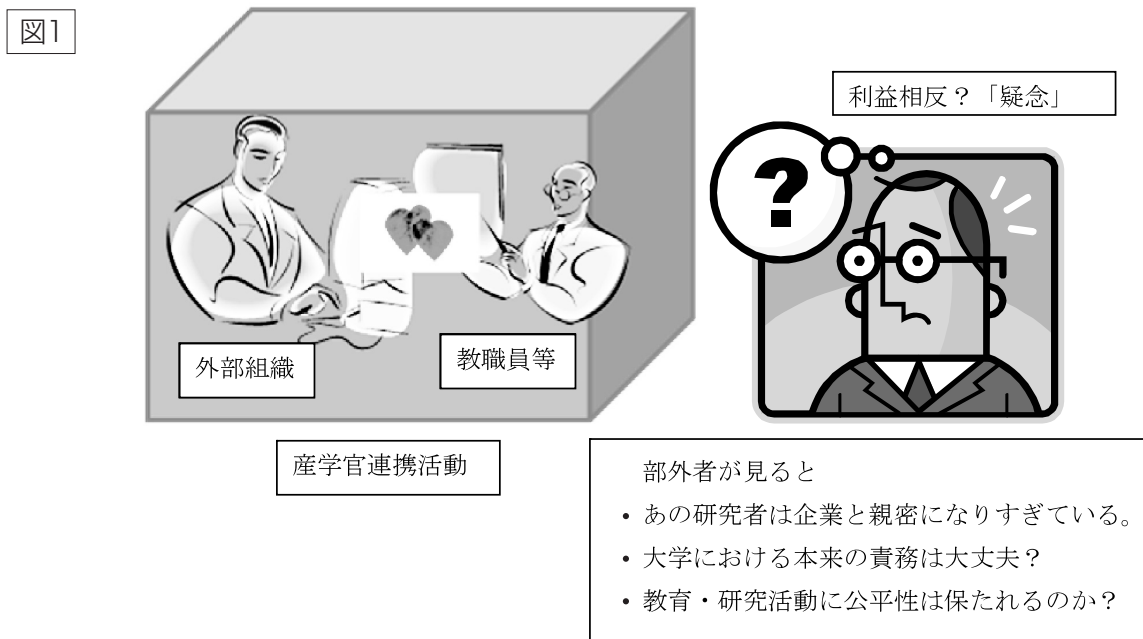 図1
利益相反?「疑念」
?
外部組織
教職員等
産学官連携活動
部外者が見ると
・あの研究者は企業と親密になりすぎている。
・大学における本来の責務は大丈夫?
・教育・研究活動に公平性は保たれるのか?